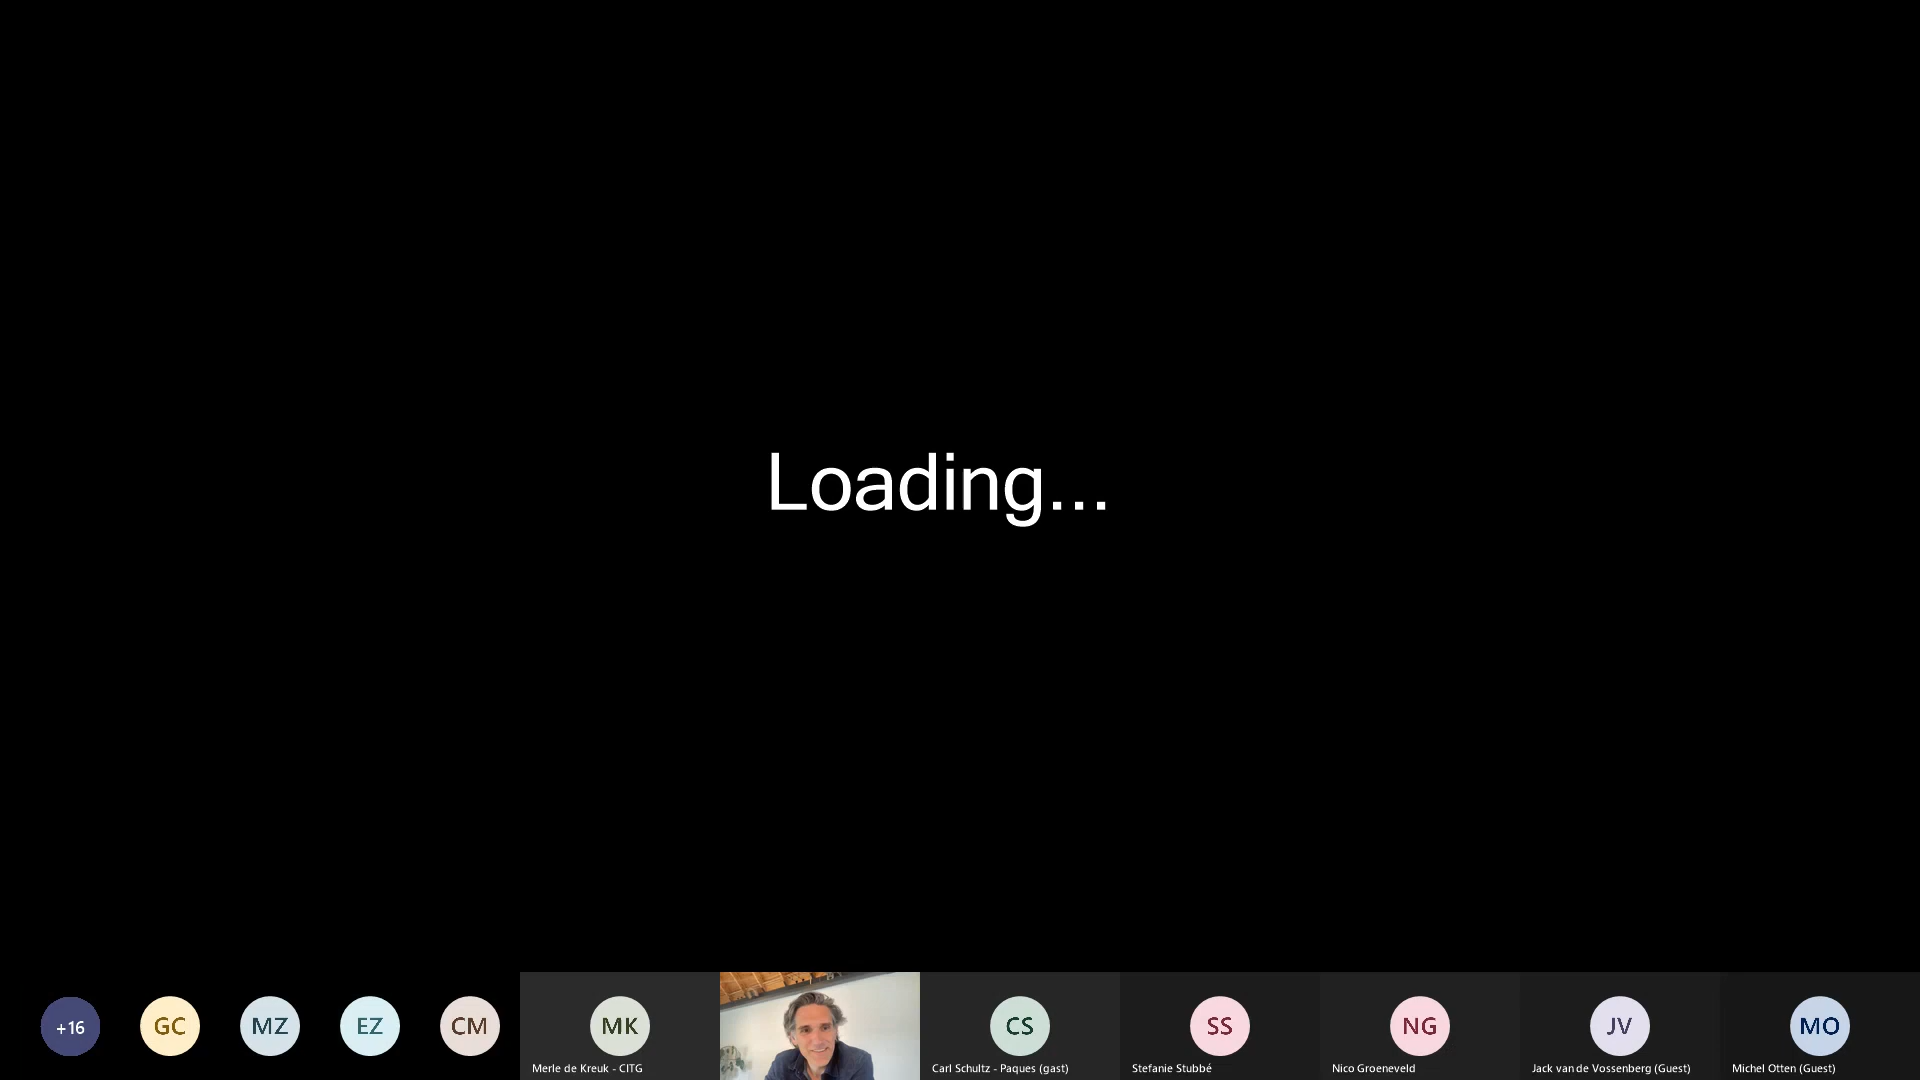 Loading...
+16
GC
MZ
EZ
CM
MK
Merle de Kreuk - CITG
CS
Carl Schultz - Paques (gast)
SS
Stefanie Stubbé
NG
Nico Groeneveld
JV
Jack van de Vossenberg (Guest)
MO
Michel Otten (Guest)